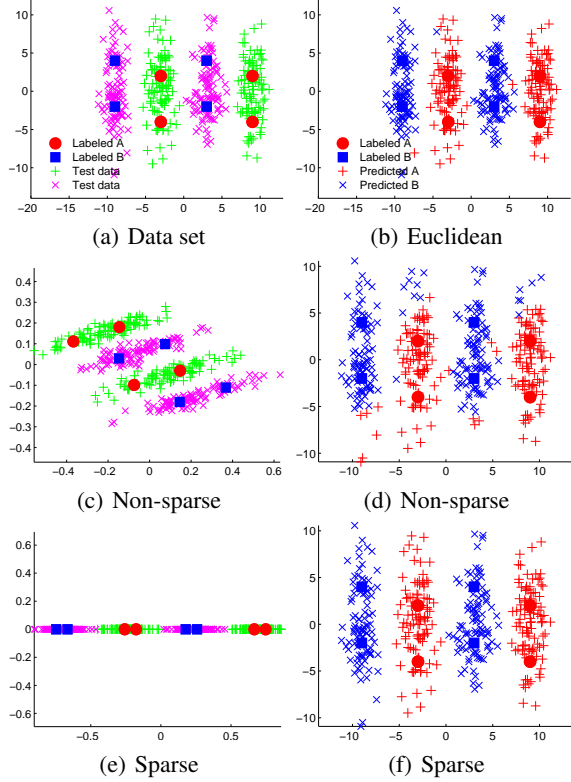 10
5
0
−5
−10
−20 −15 −10 −5 0 5 10
Labeled A
Labeled B
Test data
Test data
(a) Data set
10
5
0
−5
−10
−20 −15 −10 −5 0 5 10
Labeled A
Labeled B
Predicted A
Predicted B
(b) Euclidean
0.4
0.3
0.2
0.1
0
−0.1
−0.2
−0.3
−0.4
−0.4 −0.2 0 0.2 0.4 0.6
(c) Non-sparse
10
5
0
−5
−10
−10 −5 0 5 10
(d) Non-sparse
0.6
0.4
0.2
0
−0.2
−0.4
−0.6
−0.5 0 0.5
(e) Sparse
10
5
0
−5
−10
−10 −5 0 5 10
(f) Sparse